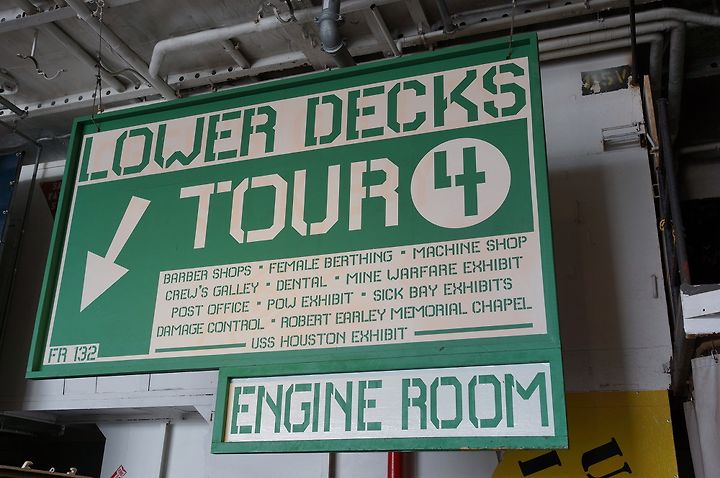 LOWER DECKS
TOUR 4
BARBER SHOPS • FEMALE BERTHING • MACHINE SHOP
CREW'S GALLEY • DENTAL • MINE WARFARE EXHIBIT
POST OFFICE • POW EXHIBIT • SICK BAY EXHIBITS
DAMAGE CONTROL • ROBERT EARLEY MEMORIAL CHAPEL
USS HOUSTON EXHIBIT
FR 132
ENGINE ROOM